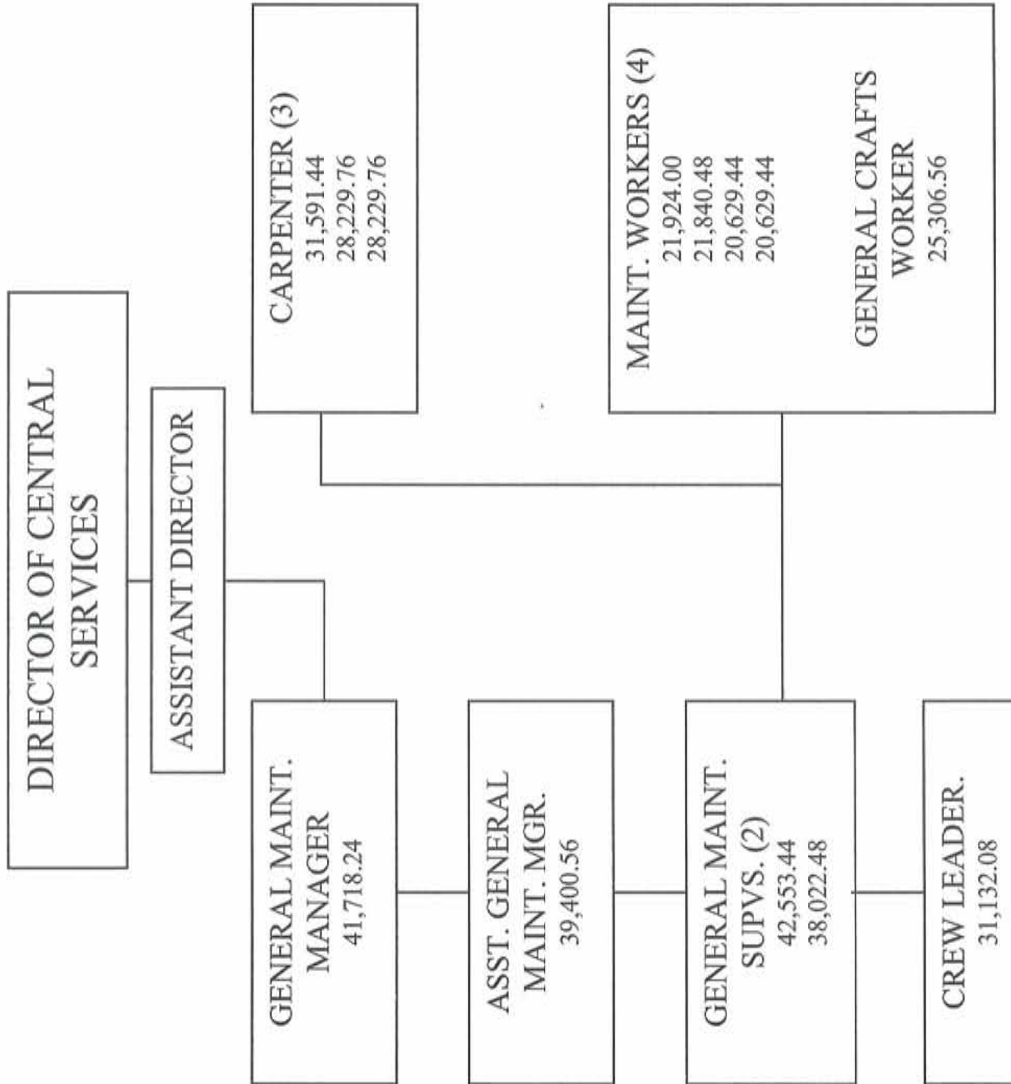 DIRECTOR OF CENTRAL
SERVICES
ASSISTANT DIRECTOR
GENERAL MAINT.
MANAGER
41,718.24
ASST. GENERAL
MAINT. MGR.
39,400.56
GENERAL MAINT.
SUPVS. (2)
42,553.44
38,022.48
CREW LEADER.
31,132.08
CARPENTER (3)
31,591.44
28,229.76
28,229.76
MAINT. WORKERS (4)
21,924.00
21,840.48
20,629.44
20,629.44
GENERAL CRAFTS
WORKER
25,306.56